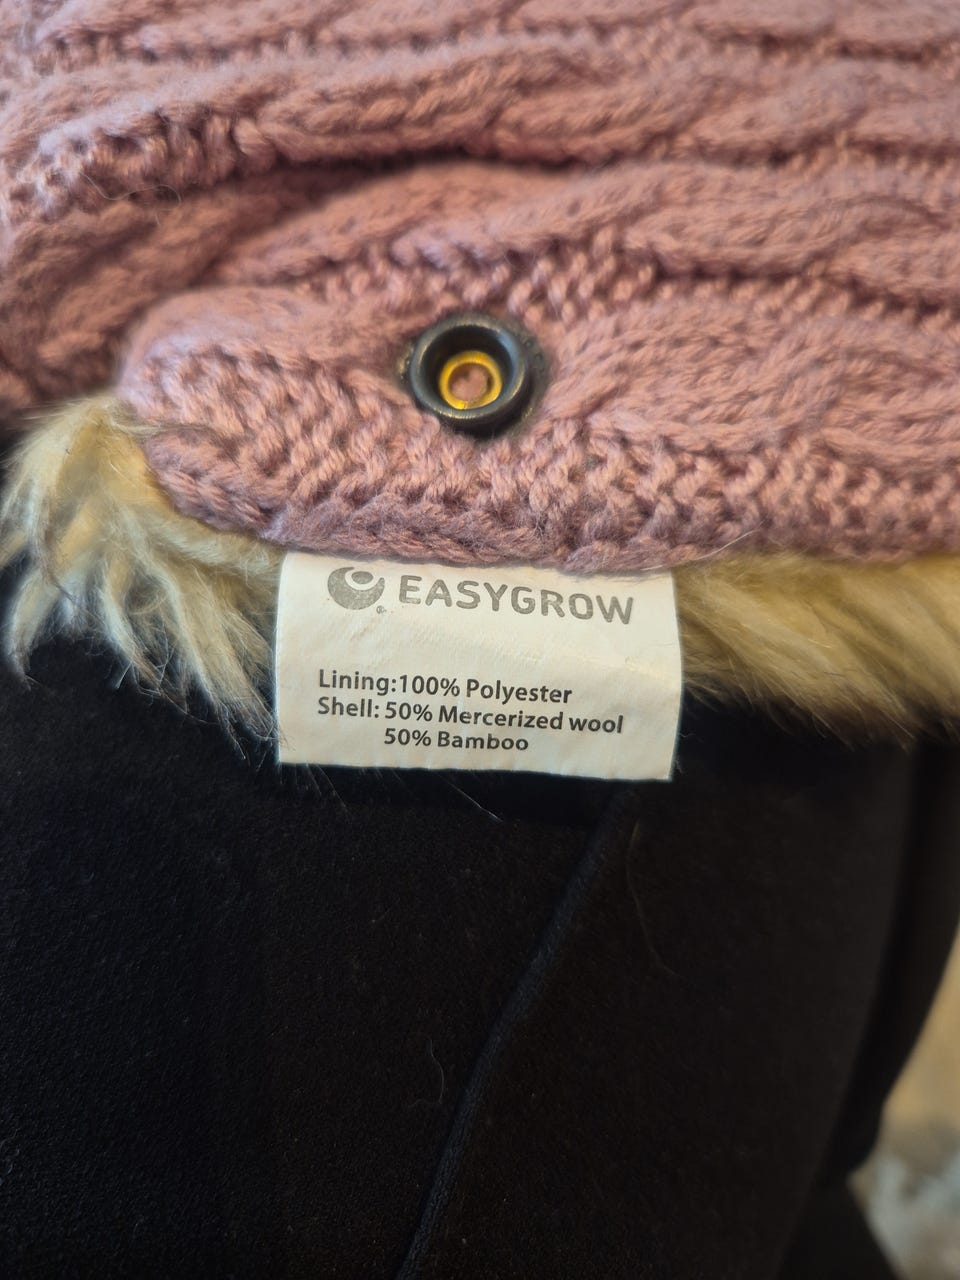 EASYGROW
Lining:100% Polyester
Shell: 50% Mercerized wool
50% Bamboo